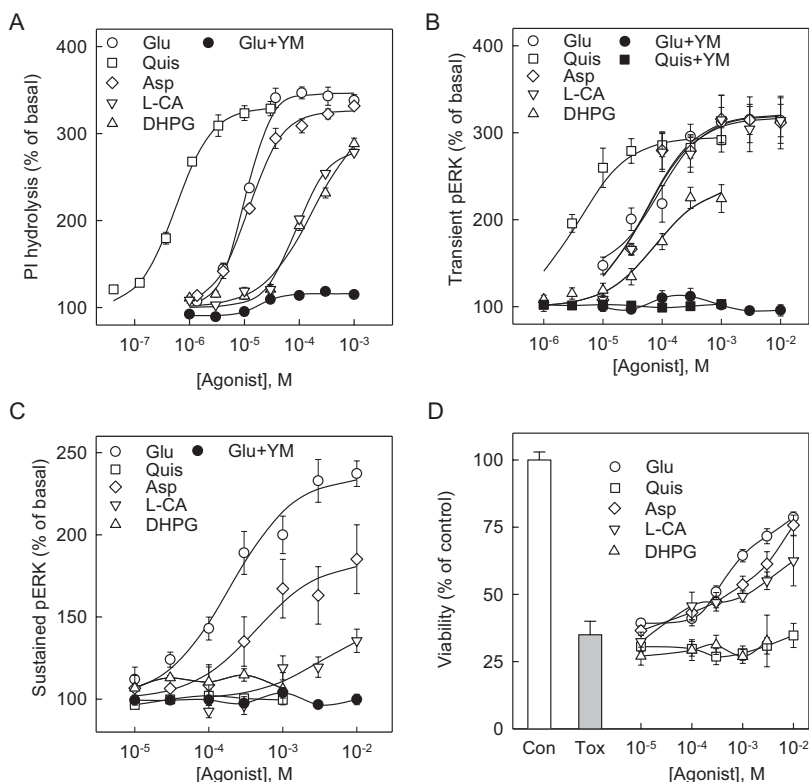 A
Glu
Glu+YM
Quis
Asp
L-CA
DHPG
400
300
200
100
PI hydrolysis (% of basal)
10-7
10-6
10-5
10-4
10-3
[Agonist], M
B
Glu
Glu+YM
Quis
Quis+YM
Asp
L-CA
DHPG
400
300
200
100
Transient pERK (% of basal)
10-6
10-5
10-4
10-3
10-2
[Agonist], M
C
Glu
Glu+YM
Quis
Asp
L-CA
DHPG
250
200
150
100
Sustained pERK (% of basal)
10-5
10-4
10-3
10-2
[Agonist], M
D
Glu
Quis
Asp
L-CA
DHPG
100
75
50
25
0
Viability (% of control)
Con
Tox
10-5
10-4
10-3
10-2
[Agonist], M